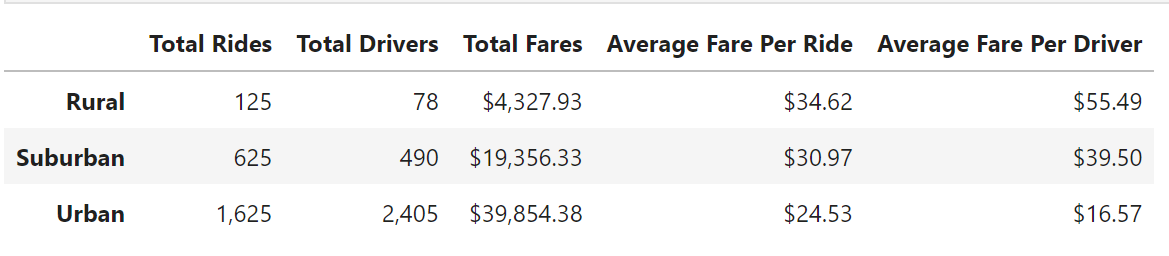 Total Rides Total Drivers Total Fares Average Fare Per Ride Average Fare Per Driver
Rural 125 78 $4,327.93 $34.62 $55.49
Suburban 625 490 $19,356.33 $30.97 $39.50
Urban 1,625 2,405 $39,854.38 $24.53 $16.57